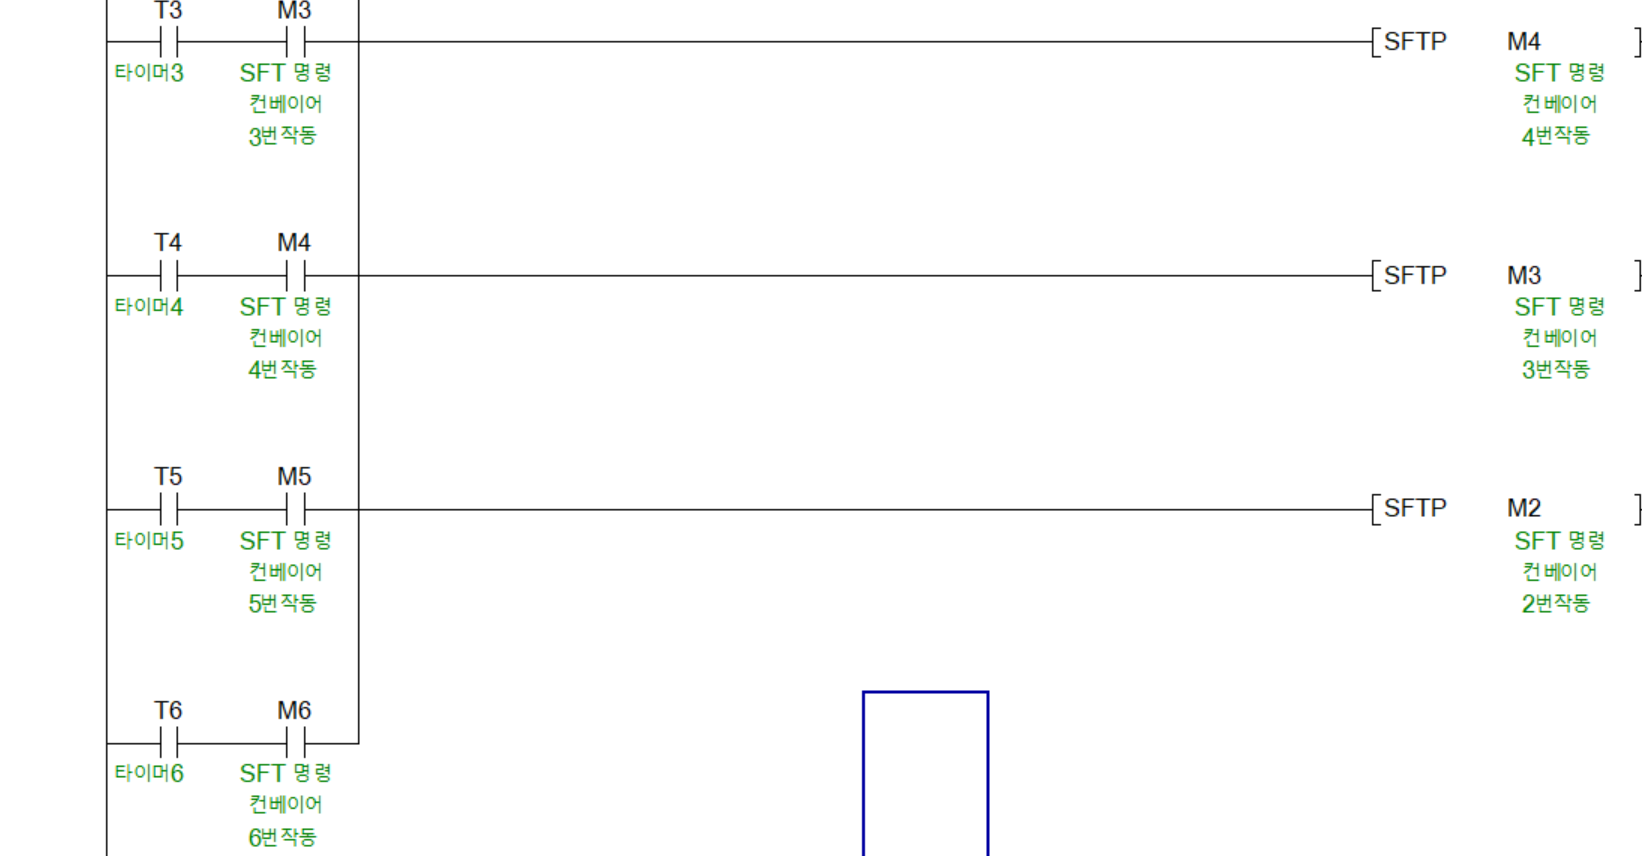 T3 M3
[SFTP M4 ]
타이머3 SFT 명령 SFT 명령
컨베이어 컨베이어
3번작동 4번작동
T4 M4
[SFTP M3 ]
타이머4 SFT 명령 SFT 명령
컨베이어 컨베이어
4번작동 3번작동
T5 M5
[SFTP M2 ]
타이머5 SFT 명령 SFT 명령
컨베이어 컨베이어
5번작동 2번작동
T6 M6
타이머6 SFT 명령
컨베이어
6번작동